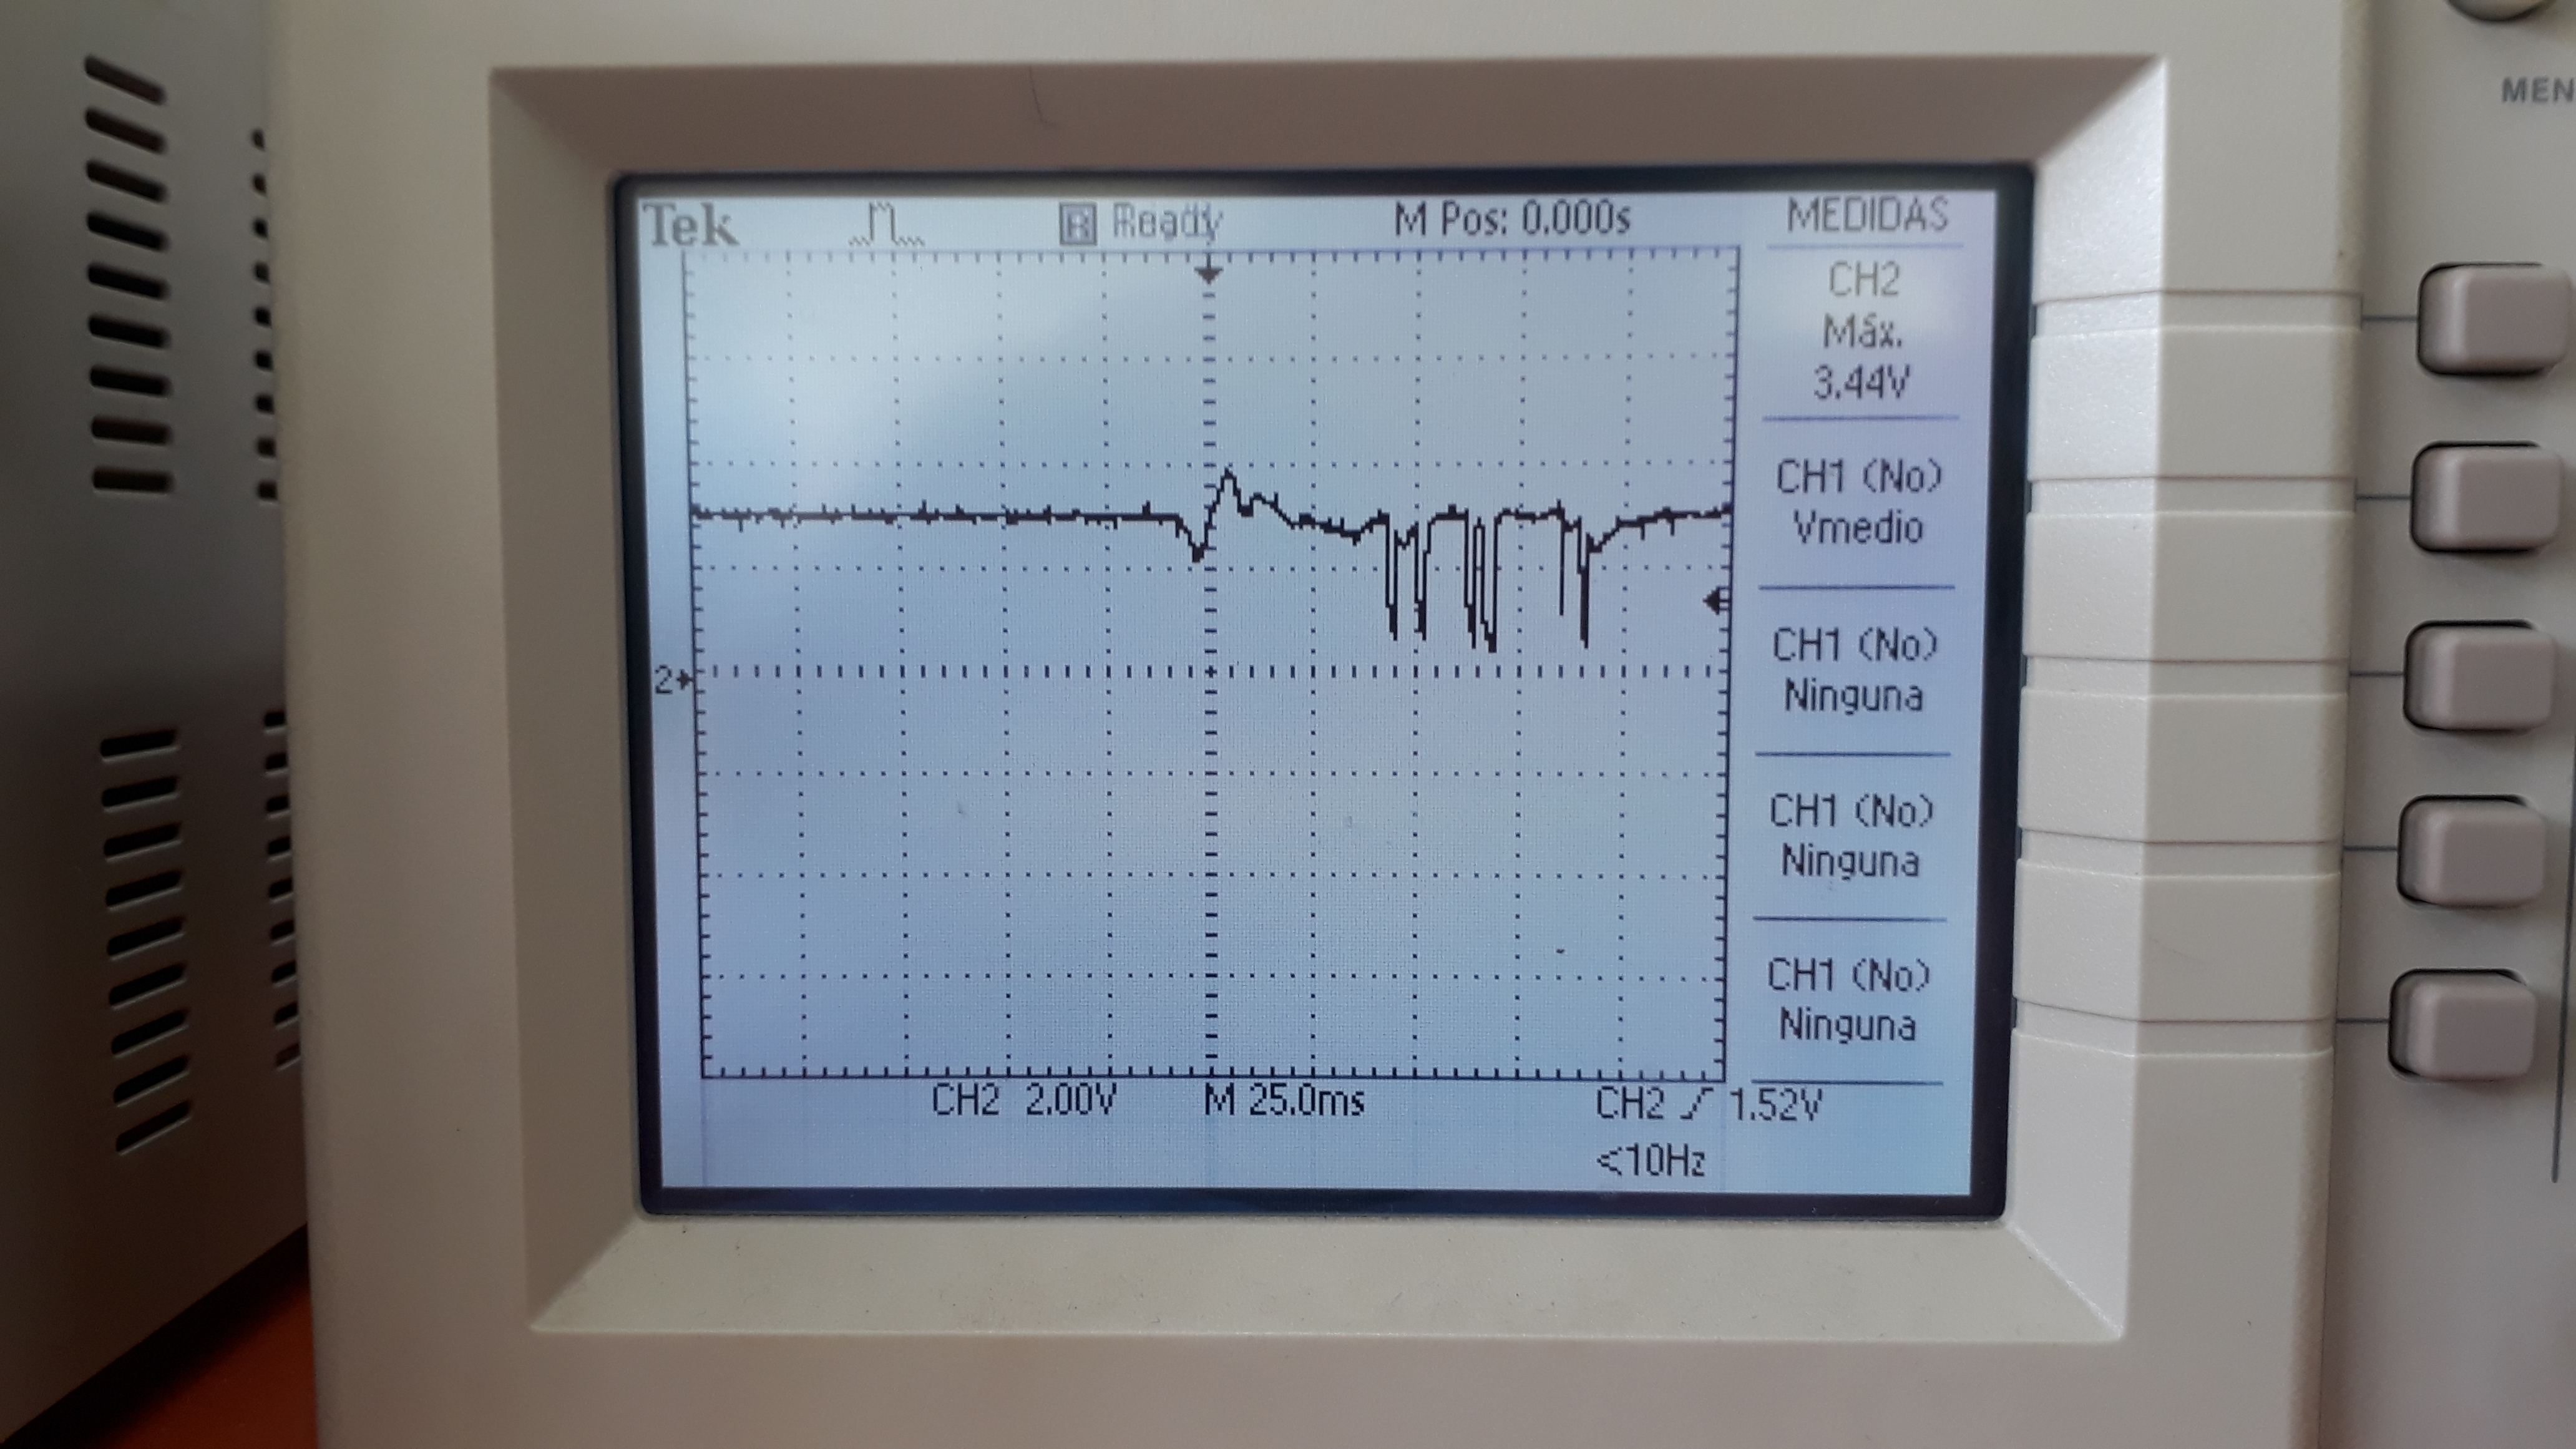 Tek R Ready M Pos: 0.000s MEDIDAS
CH2
Máx.
3.44V
CH1 (No)
Vmedio
CH1 (No)
Ninguna
CH1 (No)
Ninguna
CH1 (No)
Ninguna
2
CH2 2.00V M 25.0ms CH2 1.52V
<10Hz